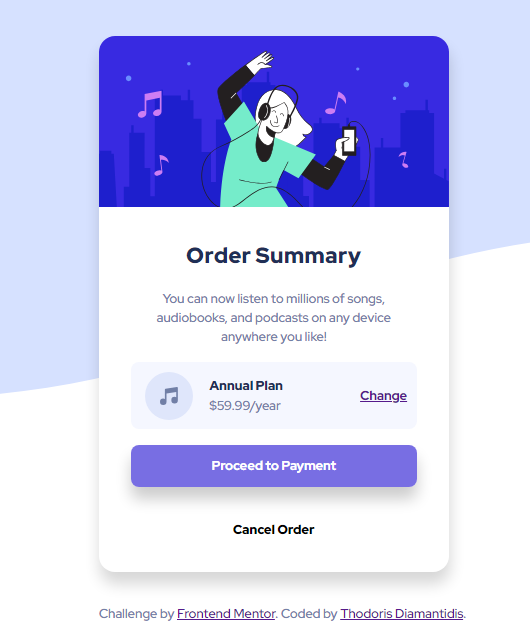 Order Summary
You can now listen to millions of songs,
audiobooks, and podcasts on any device
anywhere you like!
Annual Plan
$59.99/year
Change
Proceed to Payment
Cancel Order
Challenge by Frontend Mentor. Coded by Thodoris Diamantidis.